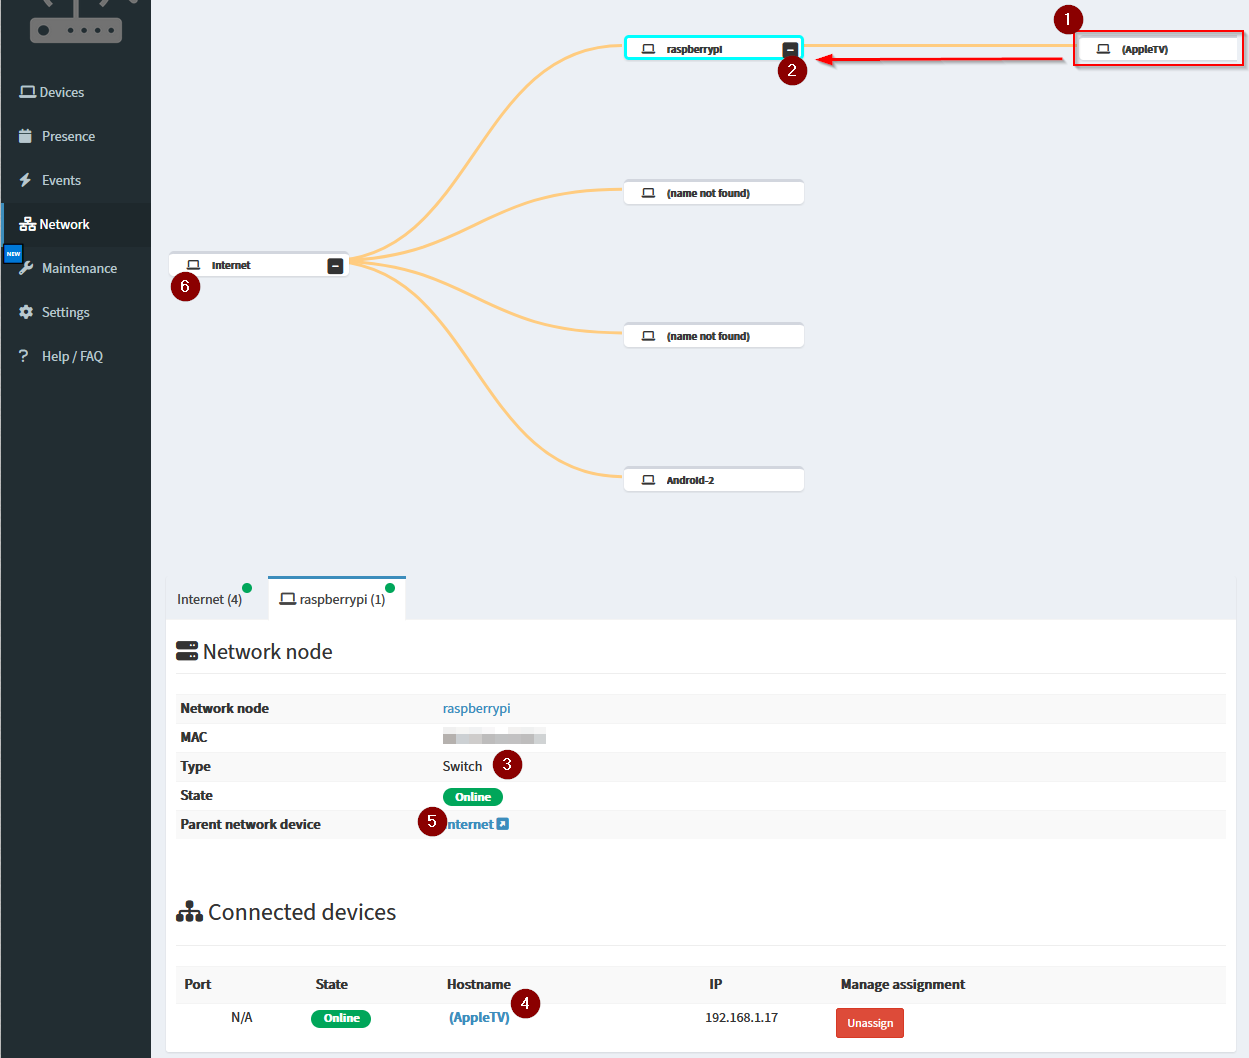 1
raspberrypi
(AppleTV)
2
Devices
Presence
Events
(name not found)
Network
NEW
Internet
Maintenance
6
Settings
(name not found)
Help / FAQ
Android-2
Internet (4)
raspberrypi (1)
Network node
Network node raspberrypi
MAC
Type Switch 3
State Online
Parent network device 5 nternet
Connected devices
Port State Hostname IP Manage assignment
4
N/A Online (AppleTV) 192.168.1.17 Unassign